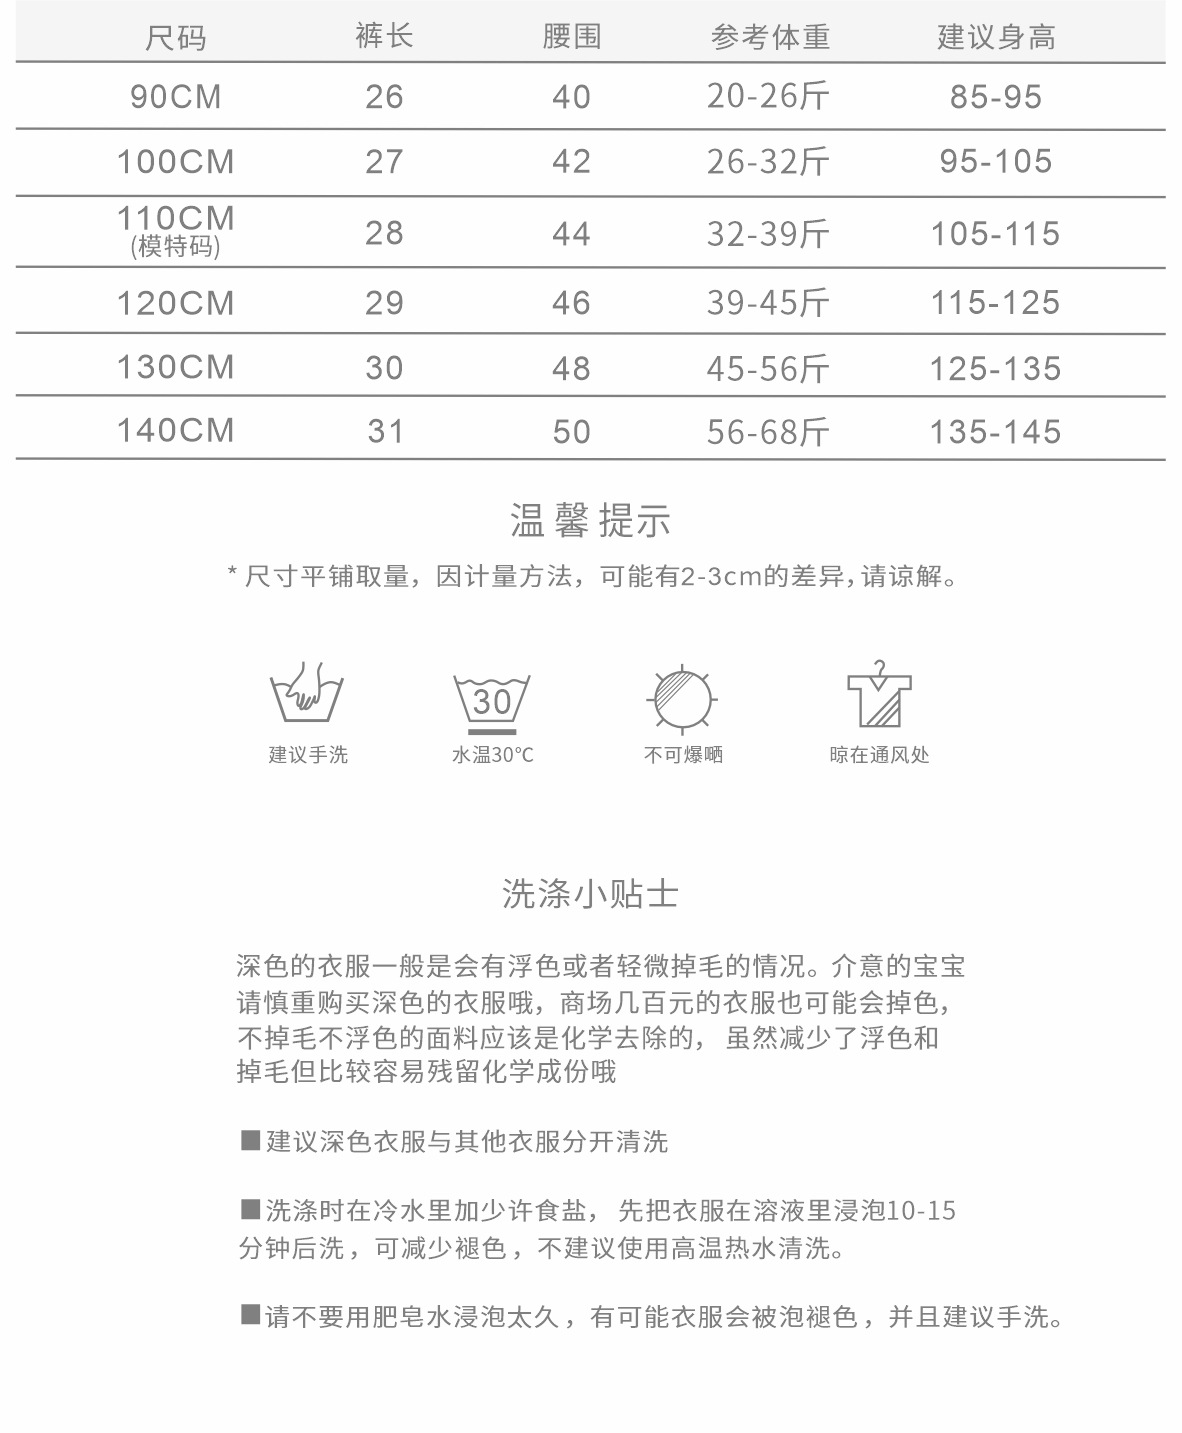 尺码 裤长 腰围 参考体重 建议身高
90CM 26 40 20-26斤 85-95
100CM 27 42 26-32斤 95-105
110CM 28 44 32-39斤 105-115
(模特码)
120CM 29 46 39-45斤 115-125
130CM 30 48 45-56斤 125-135
140CM 31 50 56-68斤 135-145
温馨提示
* 尺寸平铺取量，因计量方法，可能有2-3cm的差异，请谅解。
30
建议手洗 水温30℃ 不可爆晒 晾在通风处
洗涤小贴士
深色的衣服一般是会有浮色或者轻微掉毛的情况。介意的宝宝
请慎重购买深色的衣服哦，商场几百元的衣服也可能会掉色，
不掉毛不浮色的面料应该是化学去除的， 虽然减少了浮色和
掉毛但比较容易残留化学成份哦
■建议深色衣服与其他衣服分开清洗
■洗涤时在冷水里加少许食盐， 先把衣服在溶液里浸泡10-15
分钟后洗，可减少褪色，不建议使用高温热水清洗。
■请不要用肥皂水浸泡太久，有可能衣服会被泡褪色，并且建议手洗。